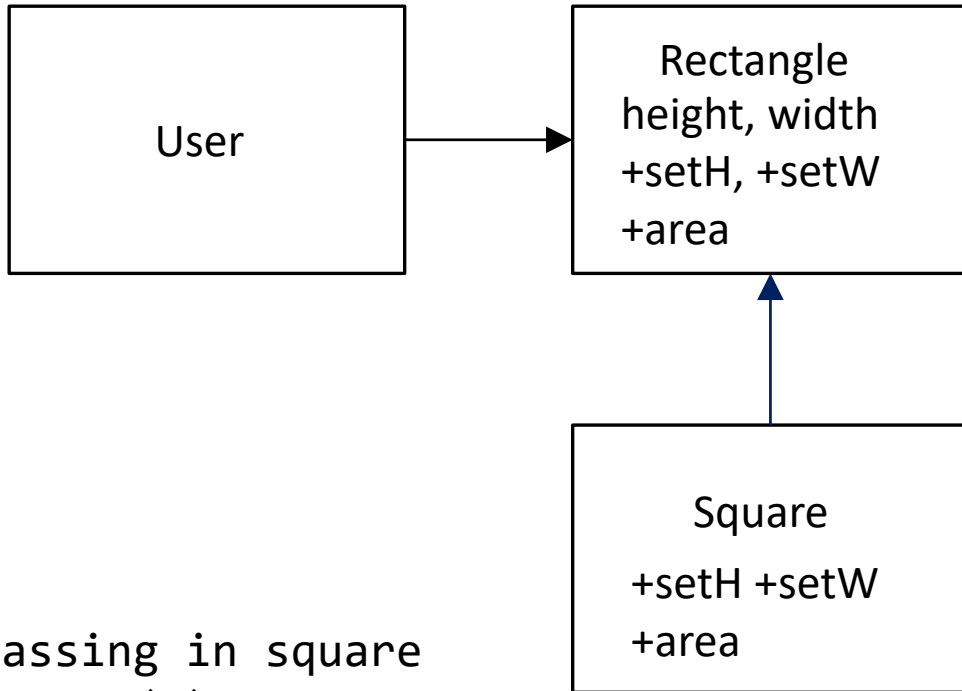 User
Rectangle
height, width
+setH, +setW
+area
Square
+setH +setW
+area
assing in square